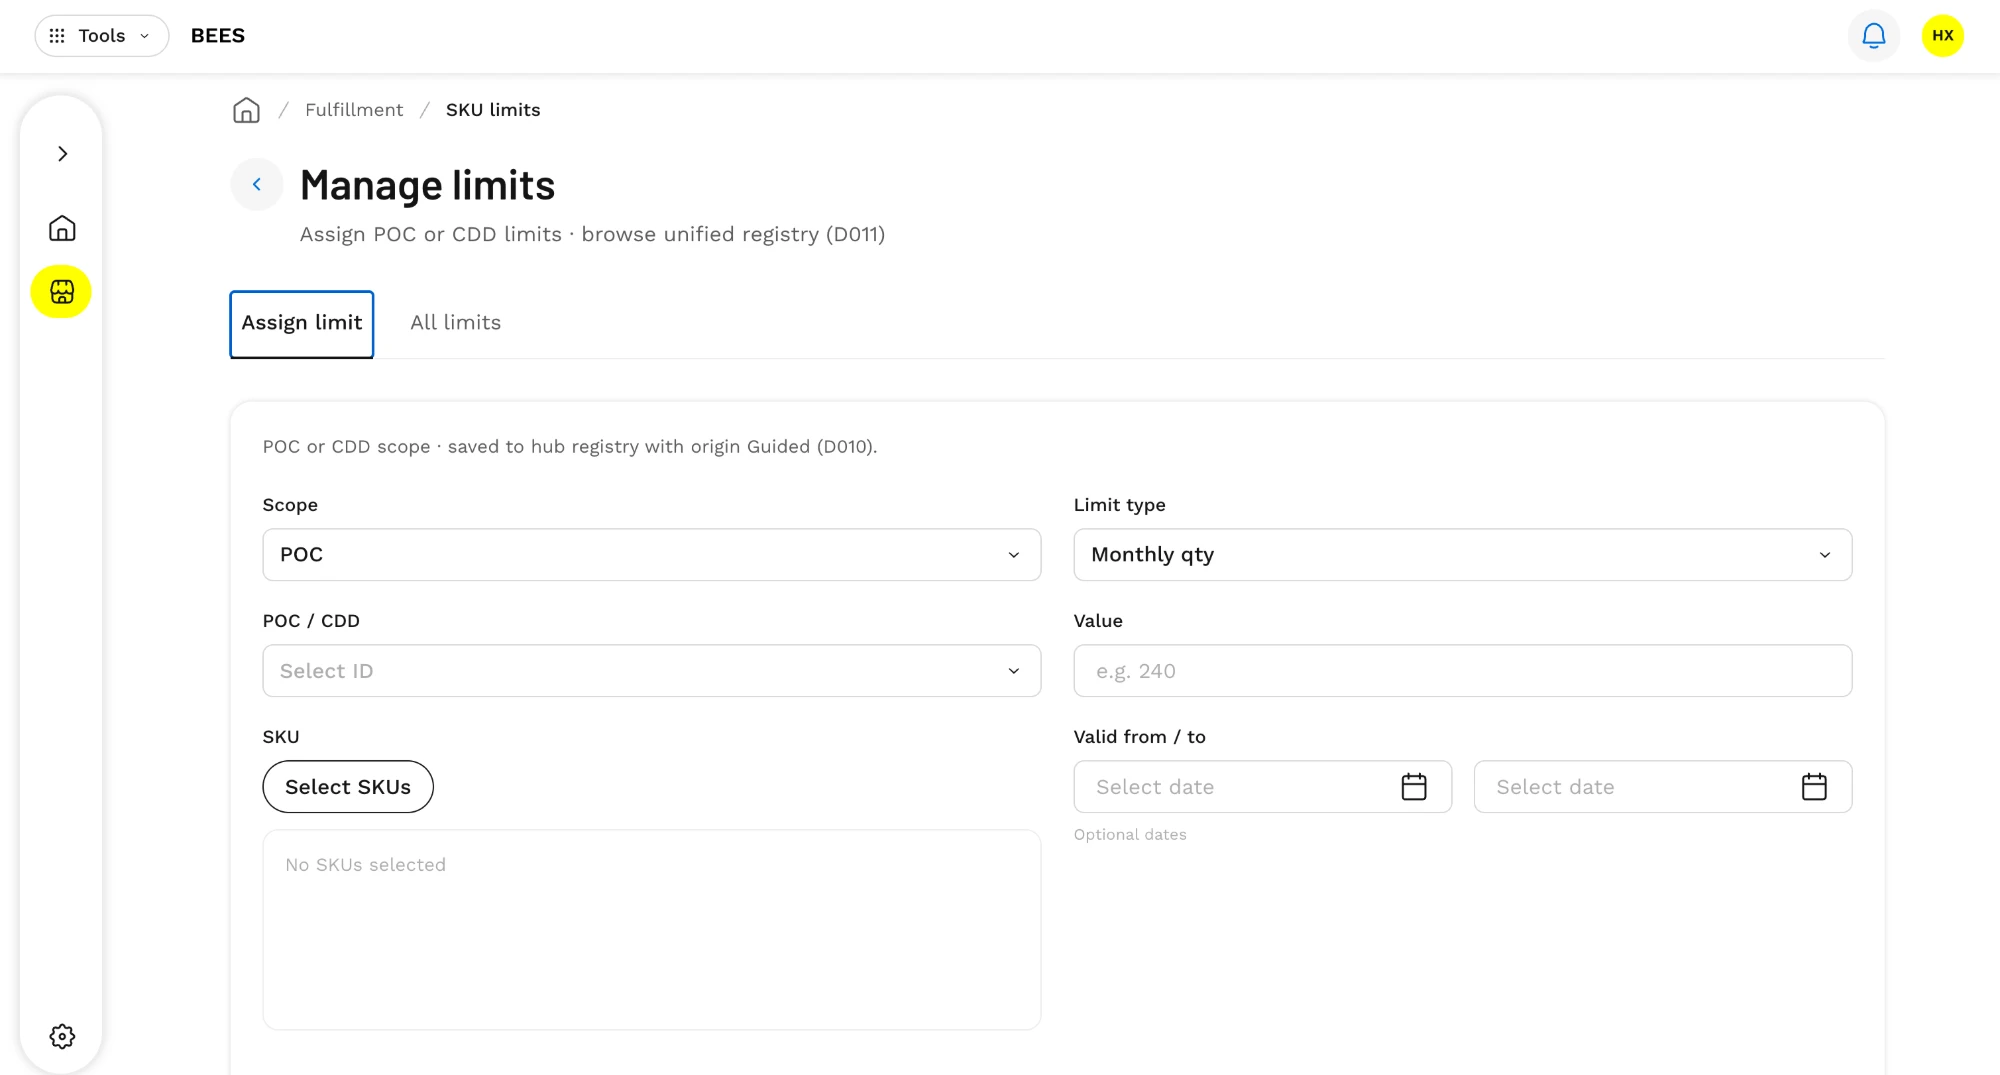 Tools
BEES
HX
/ Fulfillment / SKU limits
Manage limits
Assign POC or CDD limits · browse unified registry (D011)
Assign limit
All limits
POC or CDD scope · saved to hub registry with origin Guided (D010).
Scope
Limit type
POC
Monthly qty
POC / CDD
Value
Select ID
e.g. 240
SKU
Valid from / to
Select SKUs
Select date
Select date
Optional dates
No SKUs selected